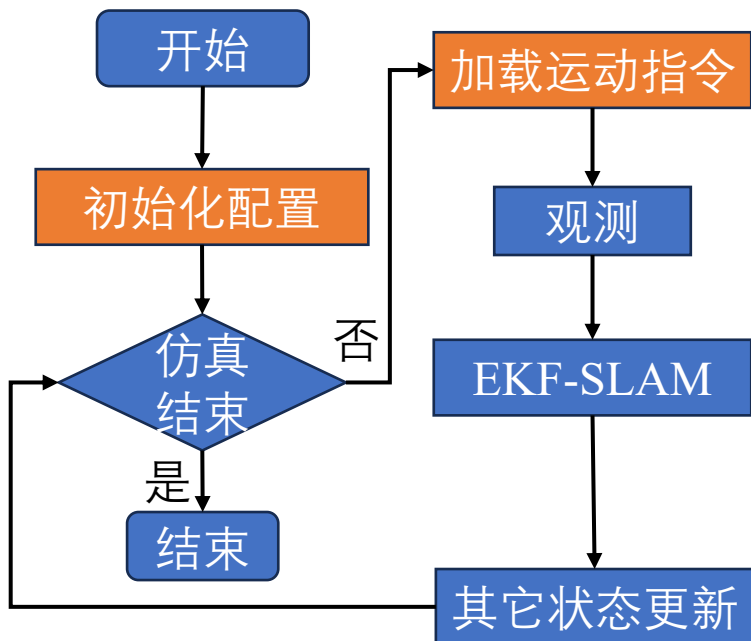 开始
初始化配置
仿真
结束
是
结束
否
加载运动指令
观测
EKF-SLAM
其它状态更新